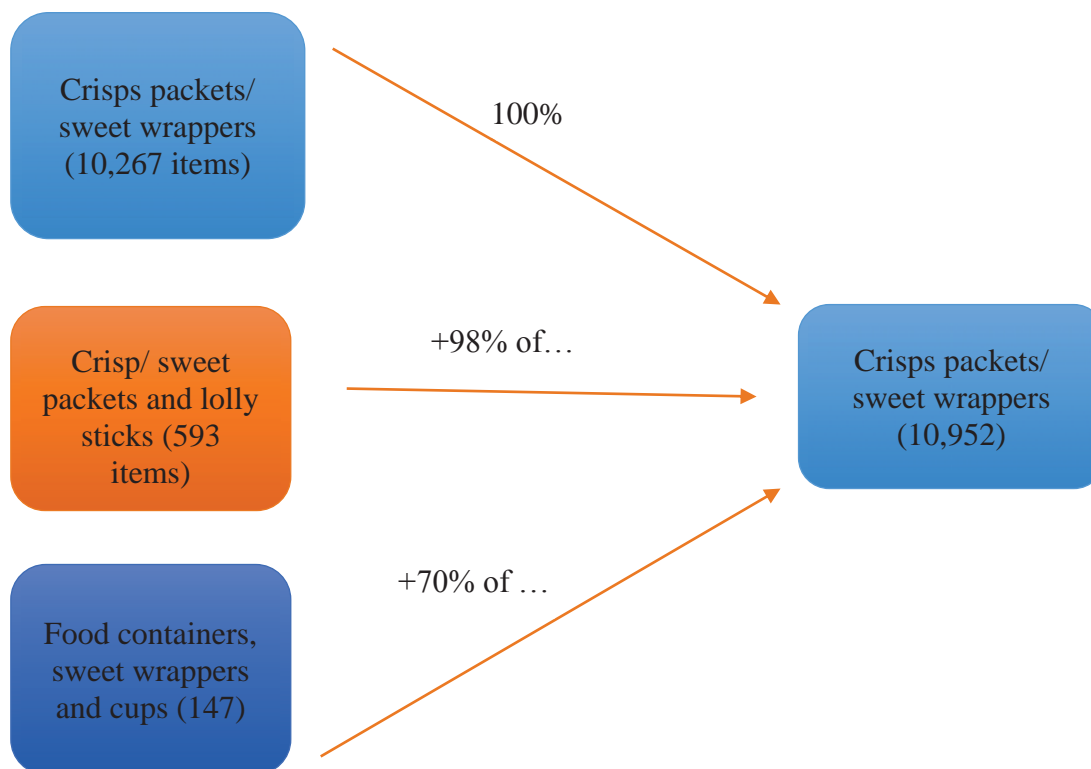 Crisps packets/
sweet wrappers
(10,267 items)
100%
Crisp/ sweet
packets and lolly
sticks (593
items)
+98% of…
Crisps packets/
sweet wrappers
(10,952)
+70% of …
Food containers,
sweet wrappers
and cups (147)